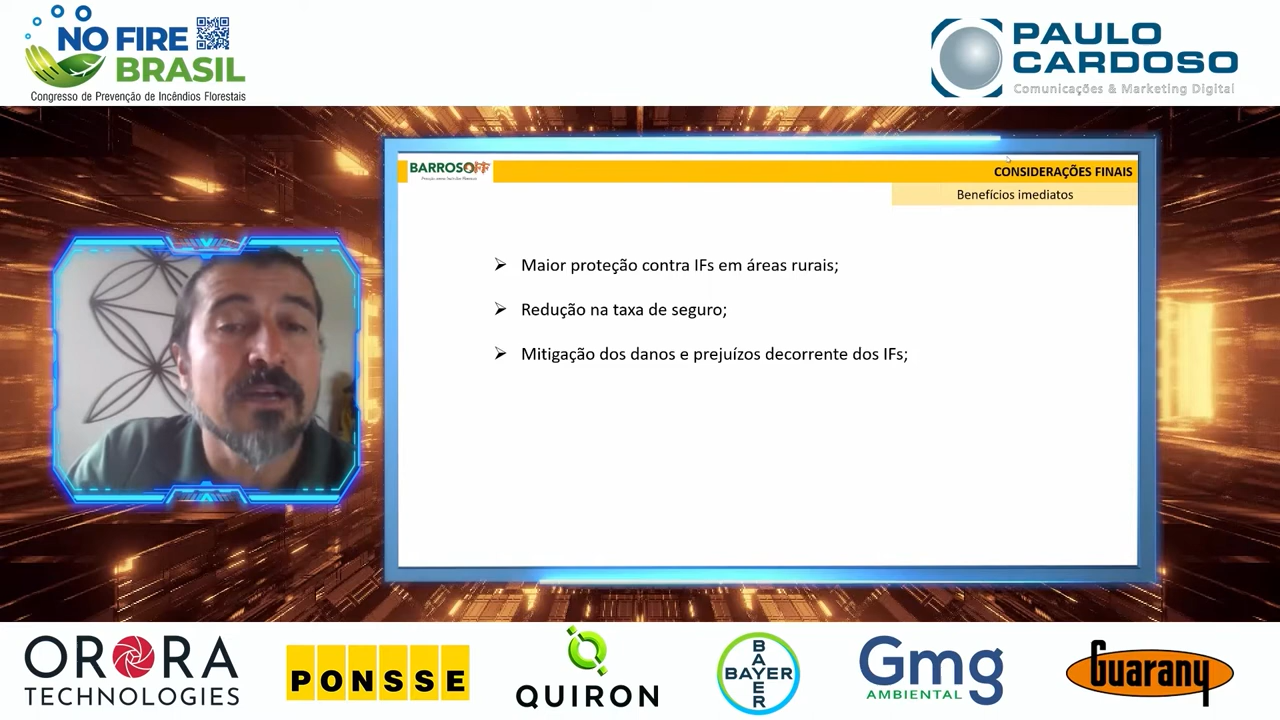 NO FIRE
BRASIL
Congresso de Prevenção de Incêndios Florestais
PAULO
CARDOSO
Comunicações & Marketing Digital
BARROSOFF
CONSIDERAÇÕES FINAIS
Benefícios imediatos
➢ Maior proteção contra IFs em áreas rurais;
➢ Redução na taxa de seguro;
➢ Mitigação dos danos e prejuízos decorrente dos IFs;
ORORA
TECHNOLOGIES
PONSSE
QUIRON
BAYER
BAYER
Gmg
AMBIENTAL
Guarany